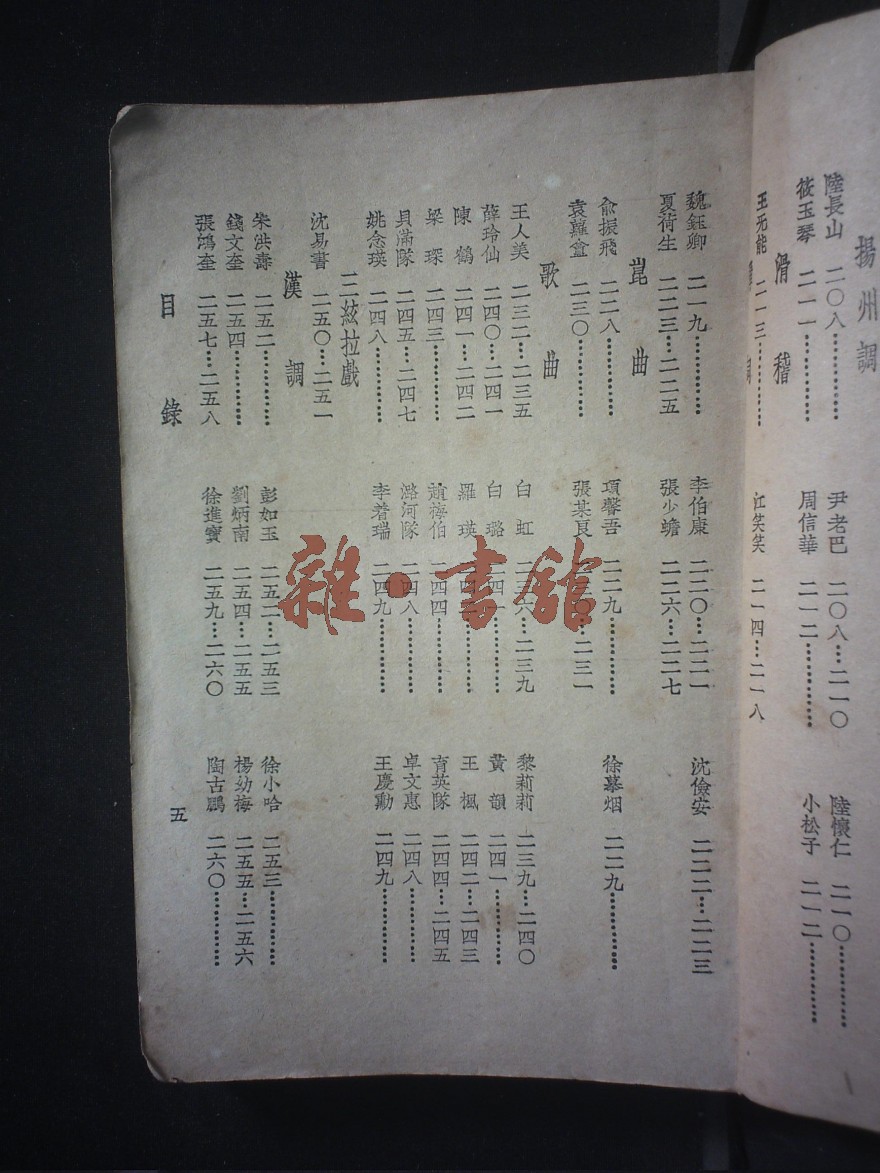 揚州調
陸長山 二〇八………… 尹老巴 二〇八…二一〇 陸懷仁 二一〇…………
筱玉琴 二一一………… 周信華 二一二………… 小松子 二一二…………
滑稽
王无能 二一三………… 江笑笑 二一四…二一八
魏鈺卿 二一九………… 李伯康 二二〇…二二一 沈儉安 二二二…二二三
夏荷生 二二三…二二五 張少蟾 二二六…二二七
崑曲
俞振飛 二二八………… 項馨吾 二二九………… 徐慕烟 二二九…………
袁蘿盦 二三〇………… 張某良 二三〇…二三一
歌曲
王人美 二三二…二三五 白虹 二三六…二三九 黎莉莉 二三九…二四〇
薛玲仙 二四〇…二四一 白璐 二四 黃韻 二四一…………
陳鶴 二四一…二四二 羅瑛 二四 王楓 二四二…二四三
梁琛 二四三………… 趙梅伯 二四四………… 育英隊 二四四…二四五
貝滿隊 二四五…二四七 潞河隊 二四八………… 卓文惠 二四八…………
姚念瑛 二四八………… 李着瑞 二四九………… 王慶勳 二四九…………
三絃拉戲
沈易書 二五〇…二五一
漢調
朱洪壽 二五二………… 彭如玉 二五二…二五三 徐小哈 二五三…………
錢文奎 二五四………… 劉炳南 二五四…二五五 楊幼梅 二五五…二五六
張鴻奎 二五七…二五八 徐進寶 二五九…二六〇 陶古鵬 二六〇…………
目錄 五
雜·書館